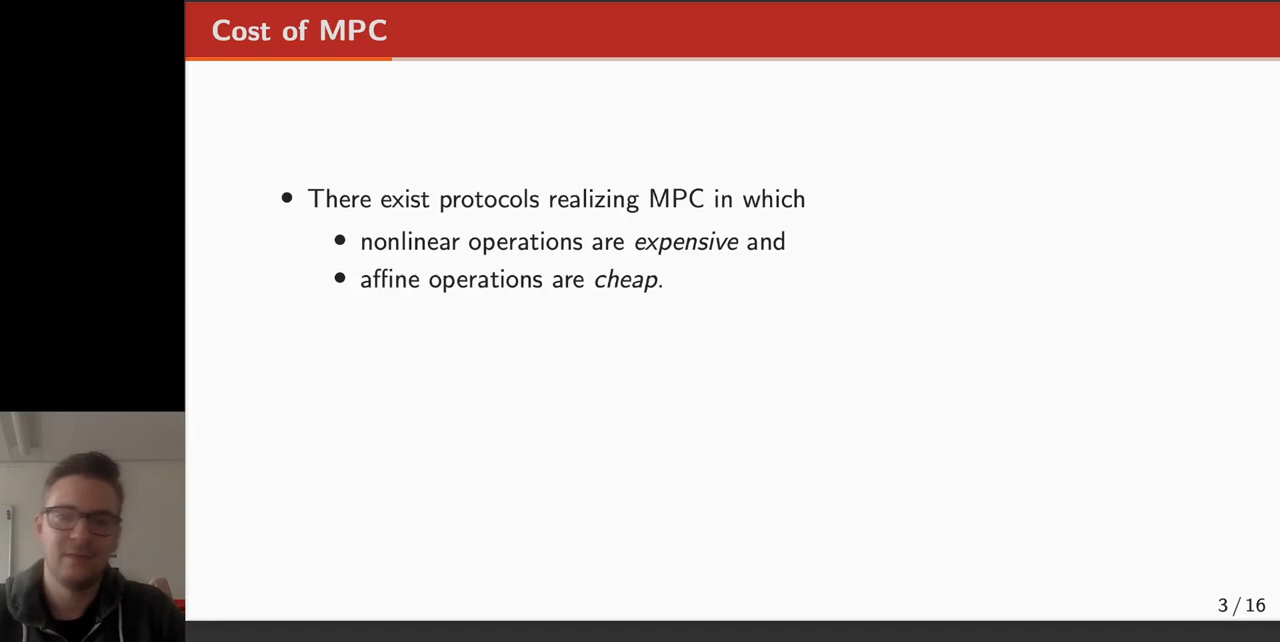 Cost of MPC
• There exist protocols realizing MPC in which
• nonlinear operations are expensive and
• affine operations are cheap.
3 / 16